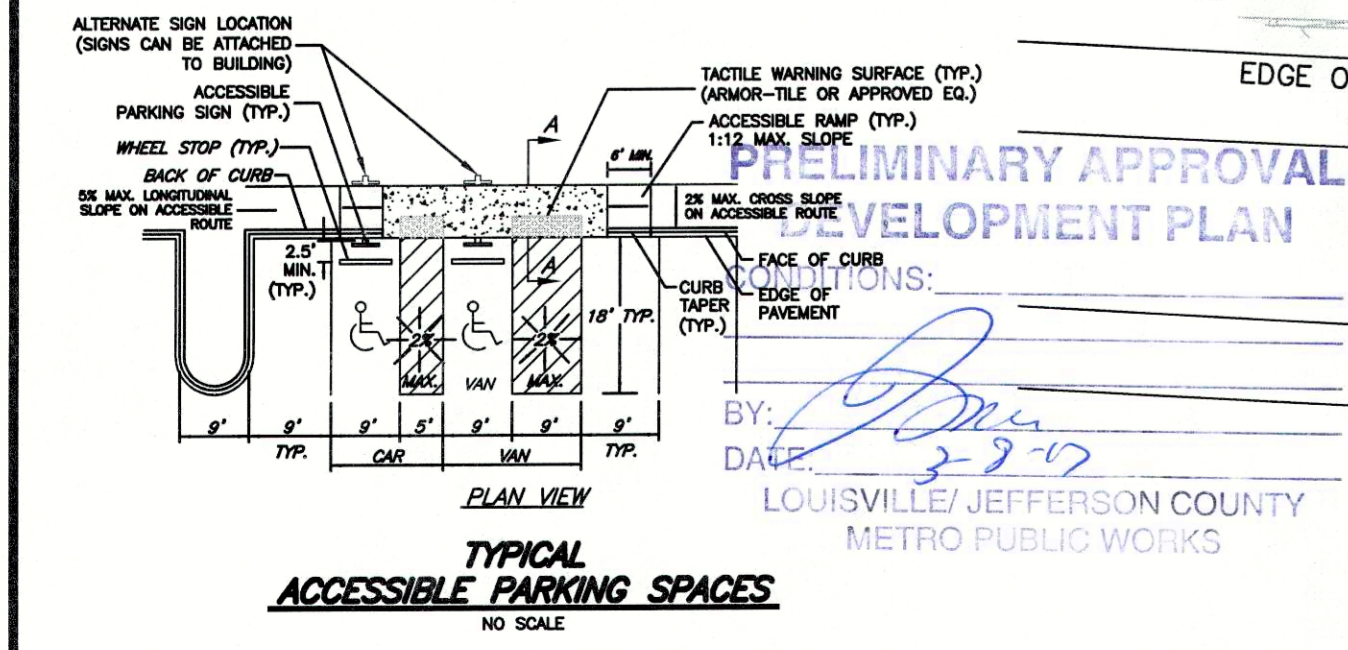 ALTERNATE SIGN LOCATION
(SIGNS CAN BE ATTACHED
TO BUILDING)
ACCESSIBLE
PARKING SIGN (TYP.)
WHEEL STOP (TYP.)
BACK OF CURB
5% MAX. LONGITUDINAL
SLOPE ON ACCESSIBLE
ROUTE
2.5'
MIN.
(TYP.)
A
A
6' MIN.
TACTILE WARNING SURFACE (TYP.)
(ARMOR-TILE OR APPROVED EQ.)
ACCESSIBLE RAMP (TYP.)
1:12 MAX. SLOPE
2% MAX. CROSS SLOPE
ON ACCESSIBLE ROUTE
FACE OF CURB
EDGE OF
PAVEMENT
CURB
TAPER
(TYP.)
18' TYP.
2%
MAX.
VAN
2%
MAX.
9'
9'
TYP.
9'
5'
9'
9'
9'
TYP.
CAR
VAN
PLAN VIEW
TYPICAL
ACCESSIBLE PARKING SPACES
NO SCALE
EDGE O
PRELIMINARY APPROVAL
DEVELOPMENT PLAN
CONDITIONS:
BY:
DATE: 3-8-07
LOUISVILLE/ JEFFERSON COUNTY
METRO PUBLIC WORKS